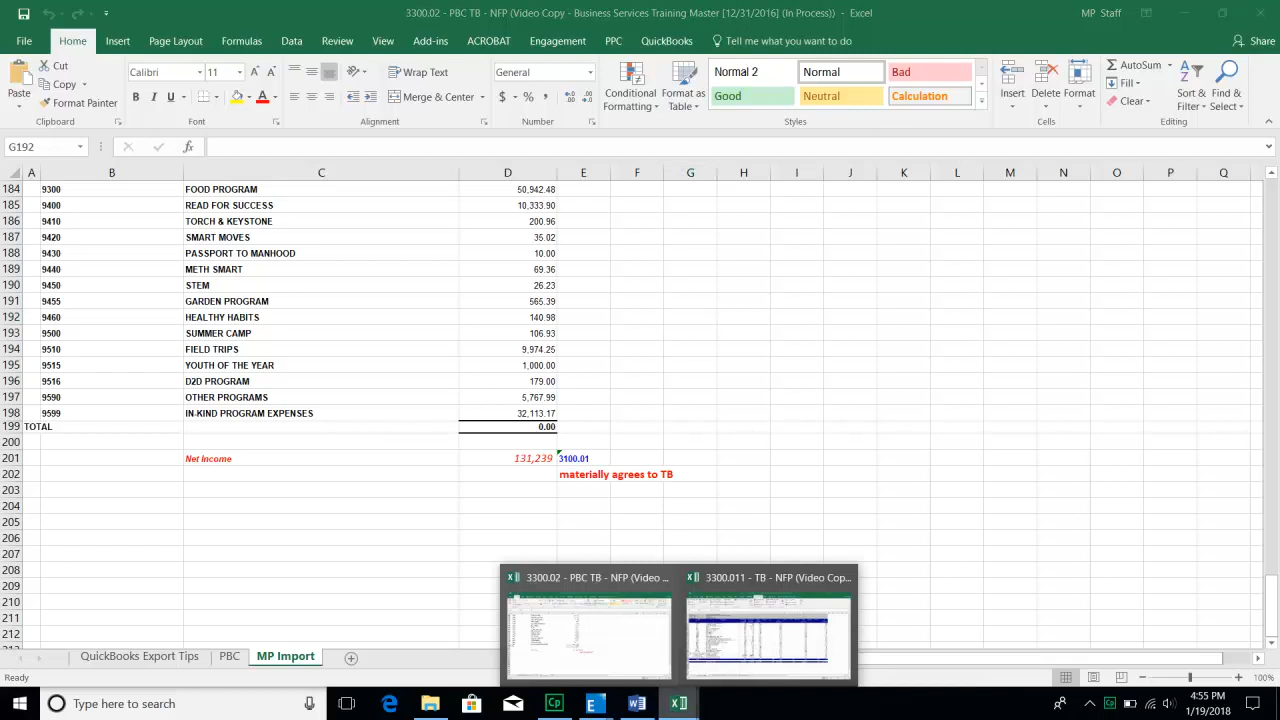 3300.02 - PBC TB - NFP (Video Copy - Business Services Training Master [12/31/2016] (In Process)) - Excel
MP Staff
File Home Insert Page Layout Formulas Data Review View Add-ins ACROBAT Engagement PPC QuickBooks Tell me what you want to do Share
Paste
Cut
Copy
Format Painter
Clipboard
Calibri 11
B I U
Font
Wrap Text
Merge & Center
Alignment
General
$ % ,
Number
Conditional Formatting
Format as Table
Normal 2 Normal Bad
Good Neutral Calculation
Styles
Insert Delete Format
Cells
AutoSum
Fill
Clear
Sort & Filter
Find & Select
Editing
G192
fx
A B C D E F G H I J K L M N O P Q
184 9300 FOOD PROGRAM 50,942.48
185 9400 READ FOR SUCCESS 10,333.90
186 9410 TORCH & KEYSTONE 200.96
187 9420 SMART MOVES 35.02
188 9430 PASSPORT TO MANHOOD 10.00
189 9440 METH SMART 69.36
190 9450 STEM 26.23
191 9455 GARDEN PROGRAM 565.39
192 9460 HEALTHY HABITS 140.98
193 9500 SUMMER CAMP 106.93
194 9510 FIELD TRIPS 9,974.25
195 9515 YOUTH OF THE YEAR 1,000.00
196 9516 D2D PROGRAM 179.00
197 9590 OTHER PROGRAMS 5,767.99
198 9599 IN-KIND PROGRAM EXPENSES 32,113.17
199 TOTAL 0.00
200
201 Net Income 131,239 3100.01
202 materially agrees to TB
203
204
205
206
207
208
209
210
211
212
3300.02 - PBC TB - NFP (Video ...
3300.011 - TB - NFP (Video Cop...
QuickBooks Export Tips PBC MP Import
Ready
100%
Type here to search
4:55 PM
1/19/2018